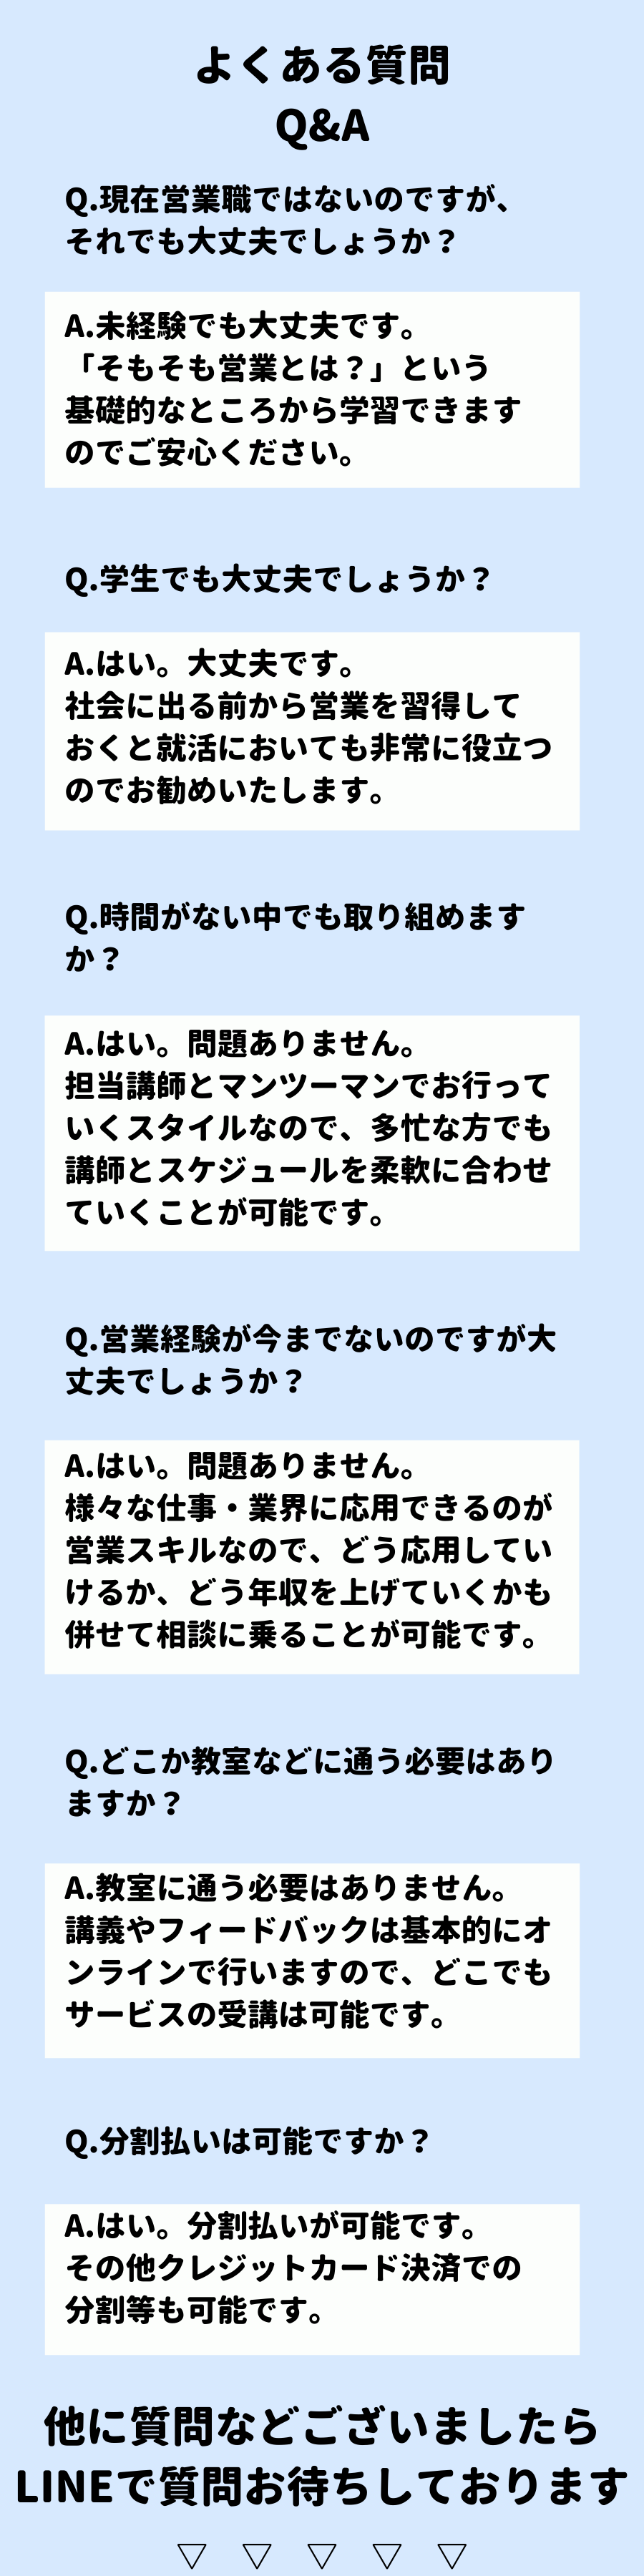 よくある質問
Q&A
Q.現在営業職ではないのですが、
それでも大丈夫でしょうか？
A.未経験でも大丈夫です。
「そもそも営業とは？」という
基礎的なところから学習できます
のでご安心ください。
Q.学生でも大丈夫でしょうか？
A.はい。大丈夫です。
社会に出る前から営業を習得して
おくと就活においても非常に役立つ
のでお勧めいたします。
Q.時間がない中でも取り組めます
か？
A.はい。問題ありません。
担当講師とマンツーマンでお行って
いくスタイルなので、多忙な方でも
講師とスケジュールを柔軟に合わせ
ていくことが可能です。
Q.営業経験が今までないのですが大
丈夫でしょうか？
A.はい。問題ありません。
様々な仕事・業界に応用できるのが
営業スキルなので、どう応用してい
けるか、どう年収を上げていくかも
併せて相談に乗ることが可能です。
Q.どこか教室などに通う必要はあり
ますか？
A.教室に通う必要はありません。
講義やフィードバックは基本的にオ
ンラインで行いますので、どこでも
サービスの受講は可能です。
Q.分割払いは可能ですか？
A.はい。分割払いが可能です。
その他クレジットカード決済での
分割等も可能です。
他に質問などございましたら
LINEで質問お待ちしております
▽ ▽ ▽ ▽ ▽